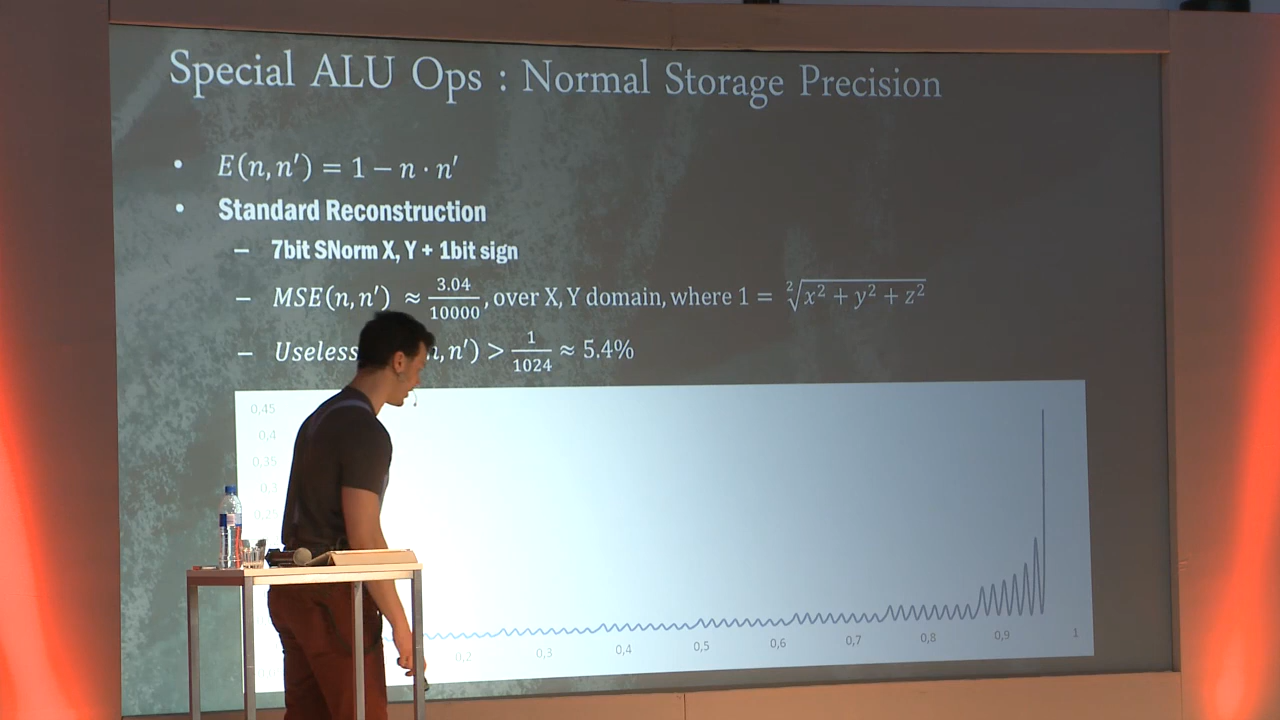 Special ALU Ops : Normal Storage Precision
• E(n, n′) = 1 − n · n′
• Standard Reconstruction
– 7bit SNorm X, Y + 1bit sign
– MSE(n, n′) ≈ 3.04/10000, over X, Y domain, where 1 = ²√x² + y² + z²
– Useless n, n′) > 1/1024 ≈ 5.4%
0,45
0,4
0,35
0,3
0,25
0,2 0,3 0,4 0,5 0,6 0,7 0,8 0,9 1